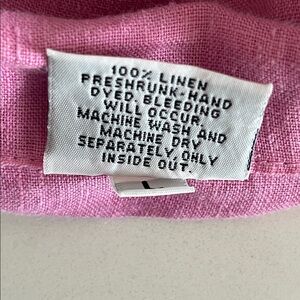 100% LINEN
PRESHRUNK-HAND
DYED, BLEEDING
WILL OCCUR.
MACHINE WASH AND
MACHINE DRY
SEPARATELY ONLY
INSIDE OUT.